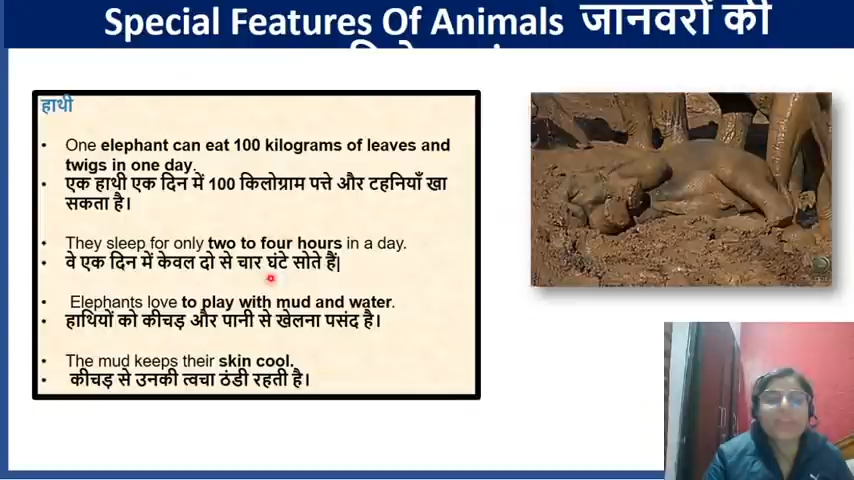 Special Features Of Animals जानवरों की
हाथी
• One elephant can eat 100 kilograms of leaves and
twigs in one day.
• एक हाथी एक दिन में 100 किलोग्राम पत्ते और टहनियाँ खा
सकता है।
• They sleep for only two to four hours in a day.
• वे एक दिन में केवल दो से चार घंटे सोते हैं|
• Elephants love to play with mud and water.
• हाथियों को कीचड़ और पानी से खेलना पसंद है।
• The mud keeps their skin cool.
• कीचड़ से उनकी त्वचा ठंडी रहती है।